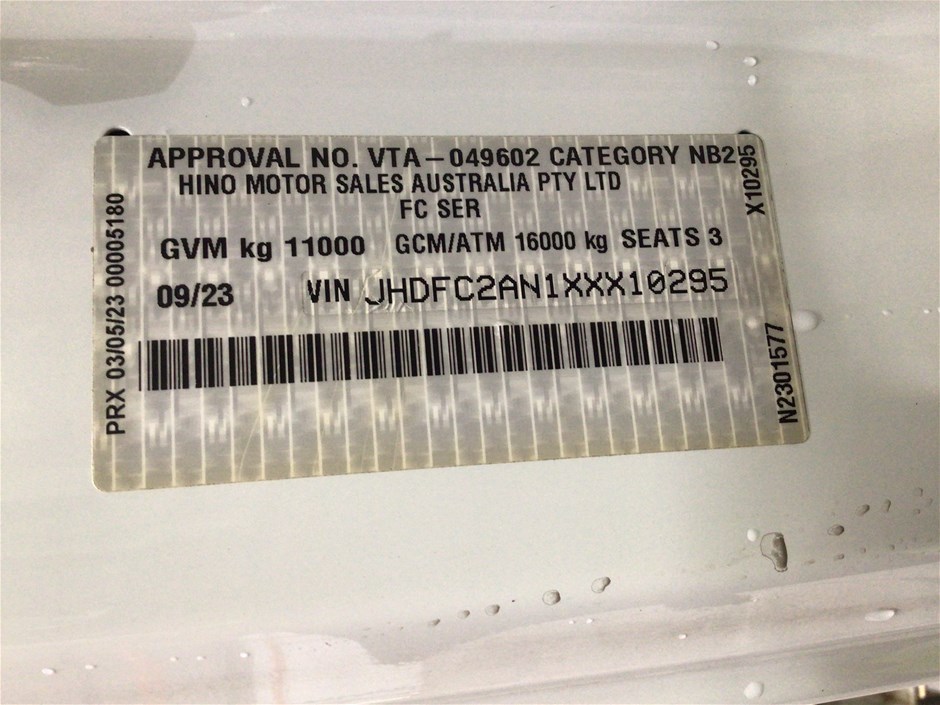 APPROVAL NO. VTA-049602 CATEGORY NB2
HINO MOTOR SALES AUSTRALIA PTY LTD
FC SER
GVM kg 11000 GCM/ATM 16000 kg SEATS 3
09/23 VIN JHDFC2AN1XXX10295
PRX 03/05/23 00005180
X10295
N2301577